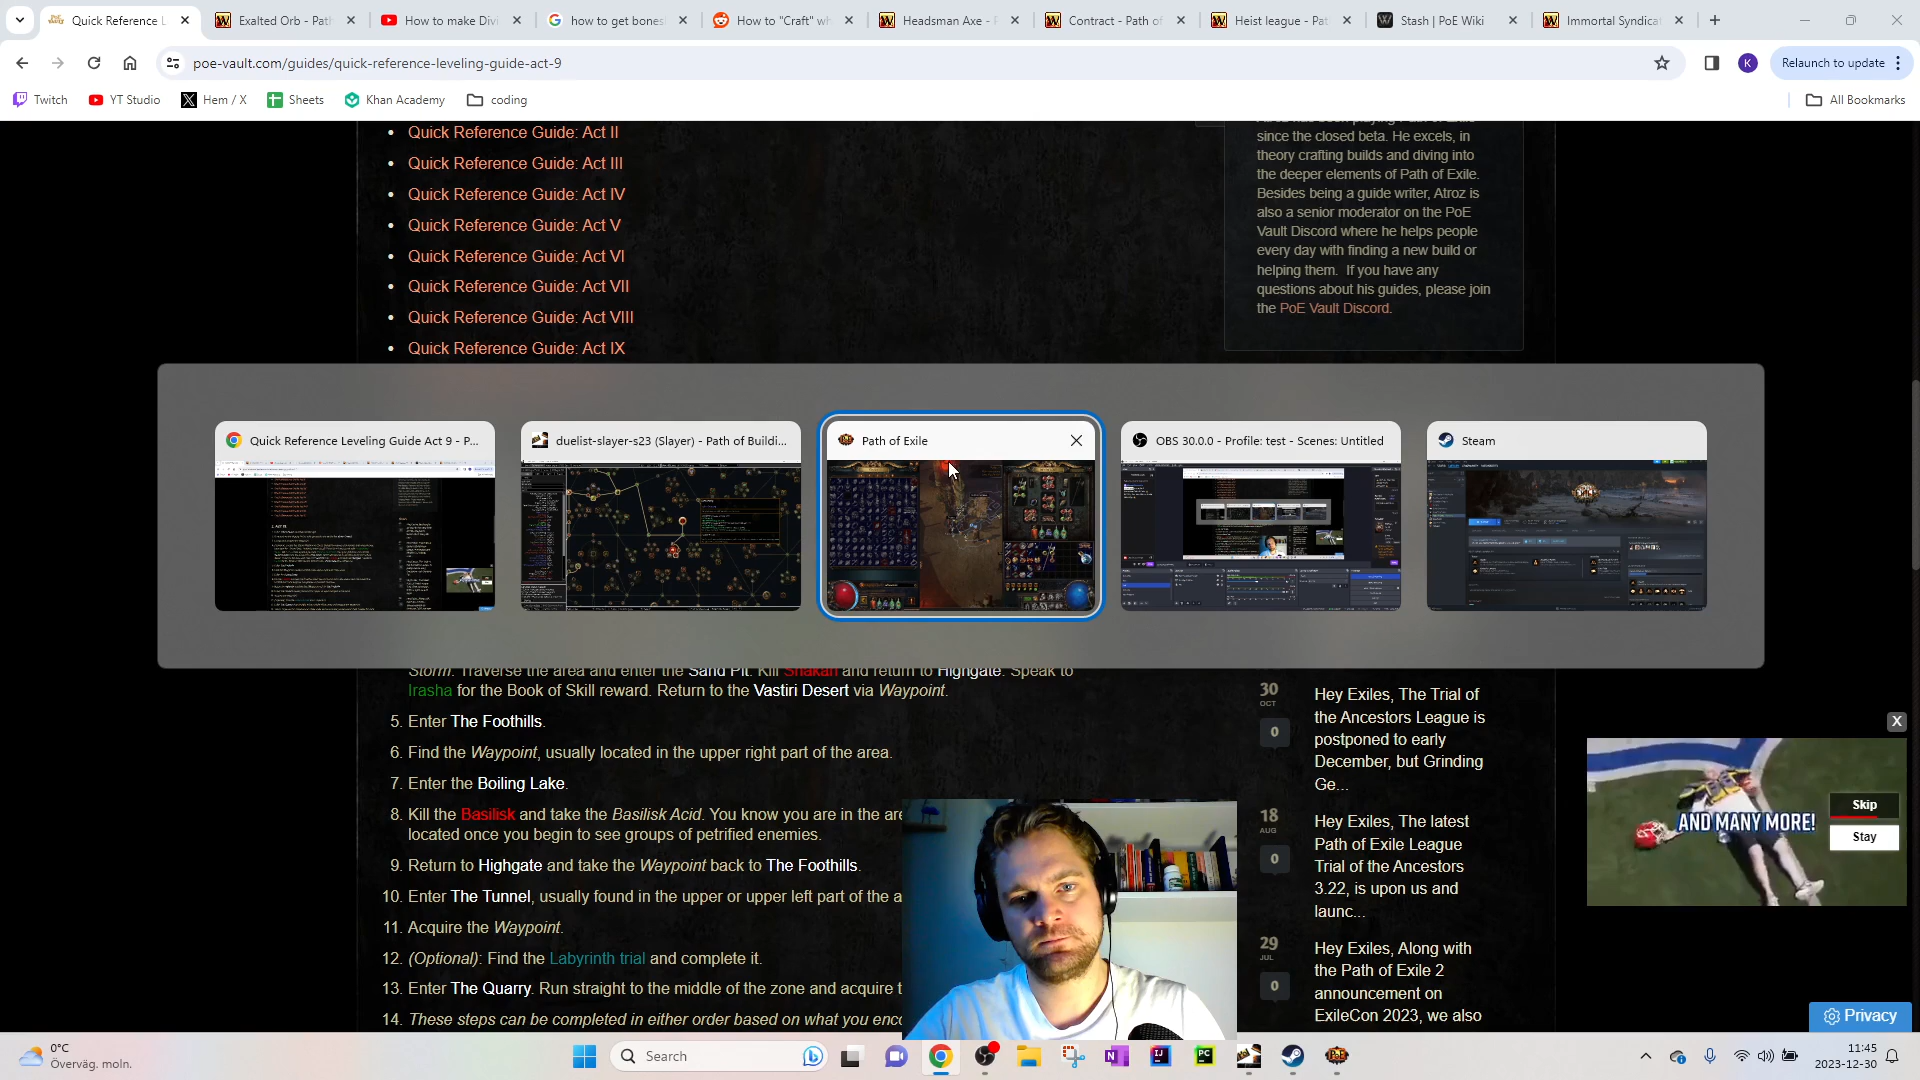 Quick Reference L
Exalted Orb - Path
How to make Divi
how to get bones
How to "Craft" wh
Headsman Axe - P
Contract - Path of
Heist league - Pat
Stash | PoE Wiki
Immortal Syndicat
poe-vault.com/guides/quick-reference-leveling-guide-act-9
K
Relaunch to update
Twitch
YT Studio
Hem / X
Sheets
Khan Academy
coding
All Bookmarks
Quick Reference Guide: Act II
Quick Reference Guide: Act III
Quick Reference Guide: Act IV
Quick Reference Guide: Act V
Quick Reference Guide: Act VI
Quick Reference Guide: Act VII
Quick Reference Guide: Act VIII
Quick Reference Guide: Act IX
since the closed beta. He excels, in
theory crafting builds and diving into
the deeper elements of Path of Exile.
Besides being a guide writer, Atroz is
also a senior moderator on the PoE
Vault Discord where he helps people
every day with finding a new build or
helping them. If you have any
questions about his guides, please join
the PoE Vault Discord.
Quick Reference Leveling Guide Act 9 - P...
duelist-slayer-s23 (Slayer) - Path of Buildi...
Path of Exile
OBS 30.0.0 - Profile: test - Scenes: Untitled
Steam
Storm. Traverse the area and enter the Sand Pit. Kill Shakari and return to Highgate. Speak to
Irasha for the Book of Skill reward. Return to the Vastiri Desert via Waypoint.
5. Enter The Foothills.
6. Find the Waypoint, usually located in the upper right part of the area.
7. Enter the Boiling Lake.
8. Kill the Basilisk and take the Basilisk Acid. You know you are in the are
located once you begin to see groups of petrified enemies.
9. Return to Highgate and take the Waypoint back to The Foothills.
10. Enter The Tunnel, usually found in the upper or upper left part of the a
11. Acquire the Waypoint.
12. (Optional): Find the Labyrinth trial and complete it.
13. Enter The Quarry. Run straight to the middle of the zone and acquire t
14. These steps can be completed in either order based on what you enco
30
OCT
0
Hey Exiles, The Trial of
the Ancestors League is
postponed to early
December, but Grinding
Ge...
18
AUG
0
Hey Exiles, The latest
Path of Exile League
Trial of the Ancestors
3.22, is upon us and
launc...
29
JUL
0
Hey Exiles, Along with
the Path of Exile 2
announcement on
ExileCon 2023, we also
X
AND MANY MORE!
Skip
Stay
Privacy
0°C
Överväg. moln.
Search
11:45
2023-12-30